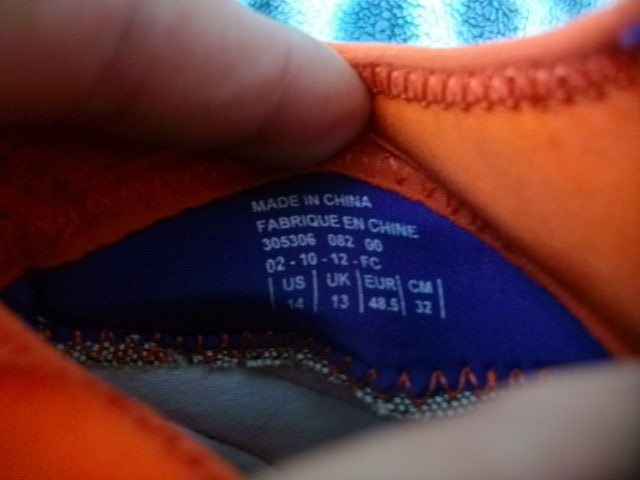 MADE IN CHINA
FABRIQUE EN CHINE
305306 082 00
02 - 10 - 12 - FC
US UK EUR CM
14 13 48.5 32